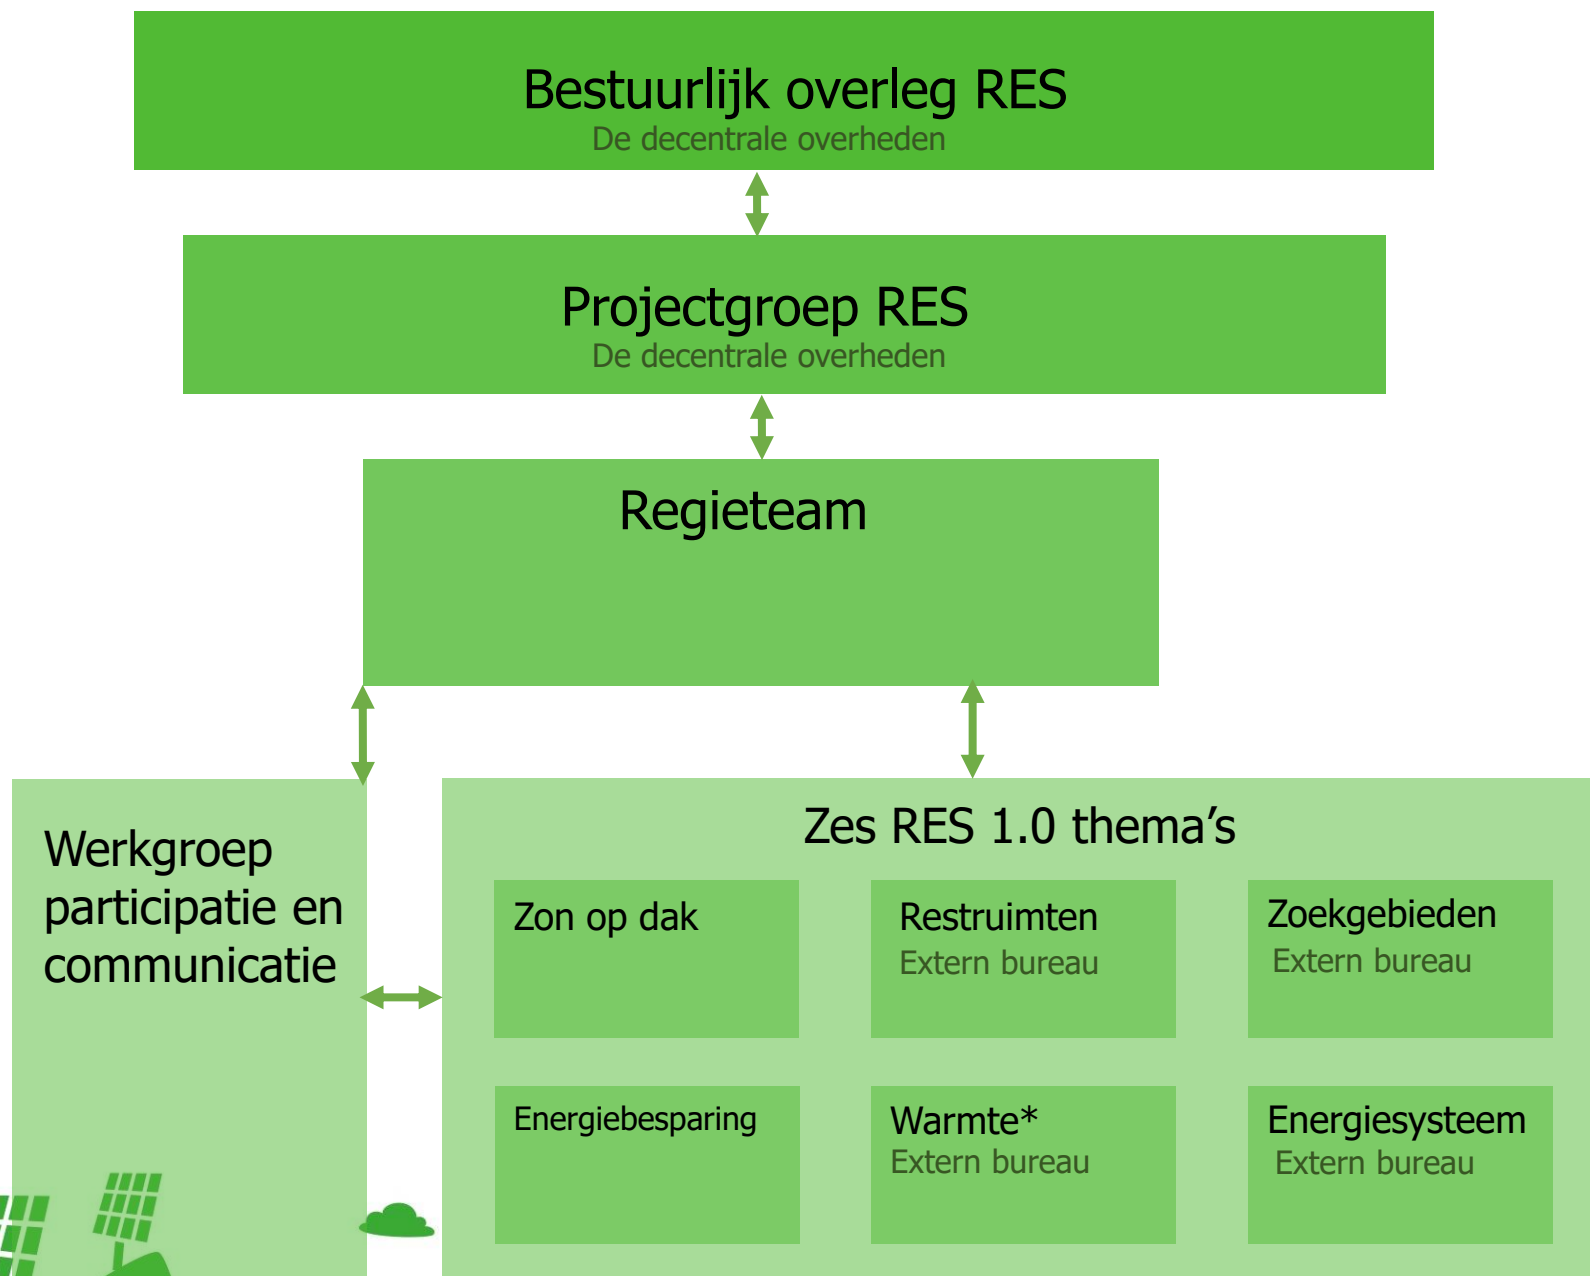 Bestuurlijk overleg RES
De decentrale overheden
Projectgroep RES
De decentrale overheden
Regieteam
Werkgroep
participatie en
communicatie
Zes RES 1.0 thema’s
Zon op dak
Restruimten
Extern bureau
Zoekgebieden
Extern bureau
Energiebesparing
Warmte*
Extern bureau
Energiesysteem
Extern bureau